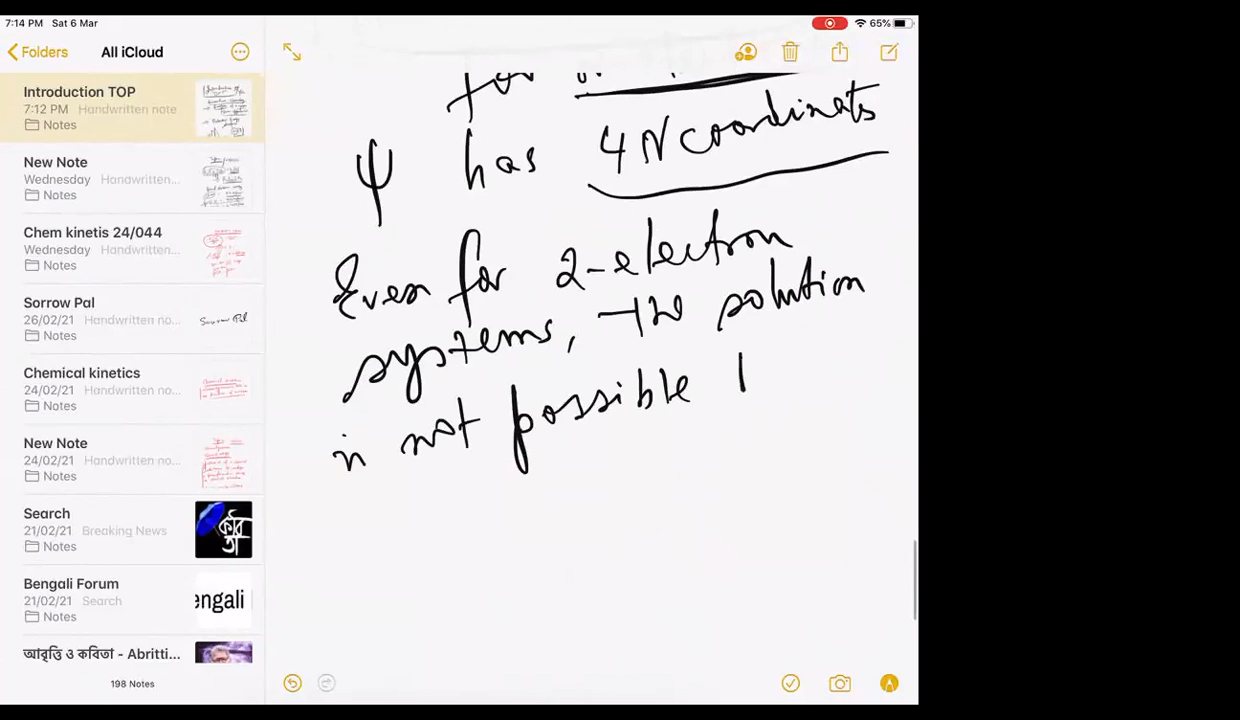 7:14 PM Sat 6 Mar
65%
Folders
All iCloud
Introduction TOP
7:12 PM Handwritten note
Notes
New Note
Wednesday Handwritten...
Notes
Chem kinetis 24/044
Wednesday Handwritten...
Notes
Sorrow Pal
26/02/21 Handwritten no...
Notes
Chemical kinetics
24/02/21 Handwritten no...
Notes
New Note
24/02/21 Handwritten no...
Notes
Search
21/02/21 Breaking News
Notes
কবি
তা
Bengali Forum
21/02/21 Search
Notes
engali
আবৃত্তি ও কবিতা - Abritti...
198 Notes
for
ψ has 4N coordinats
Even for 2-electron
systems, the solution
is not possible